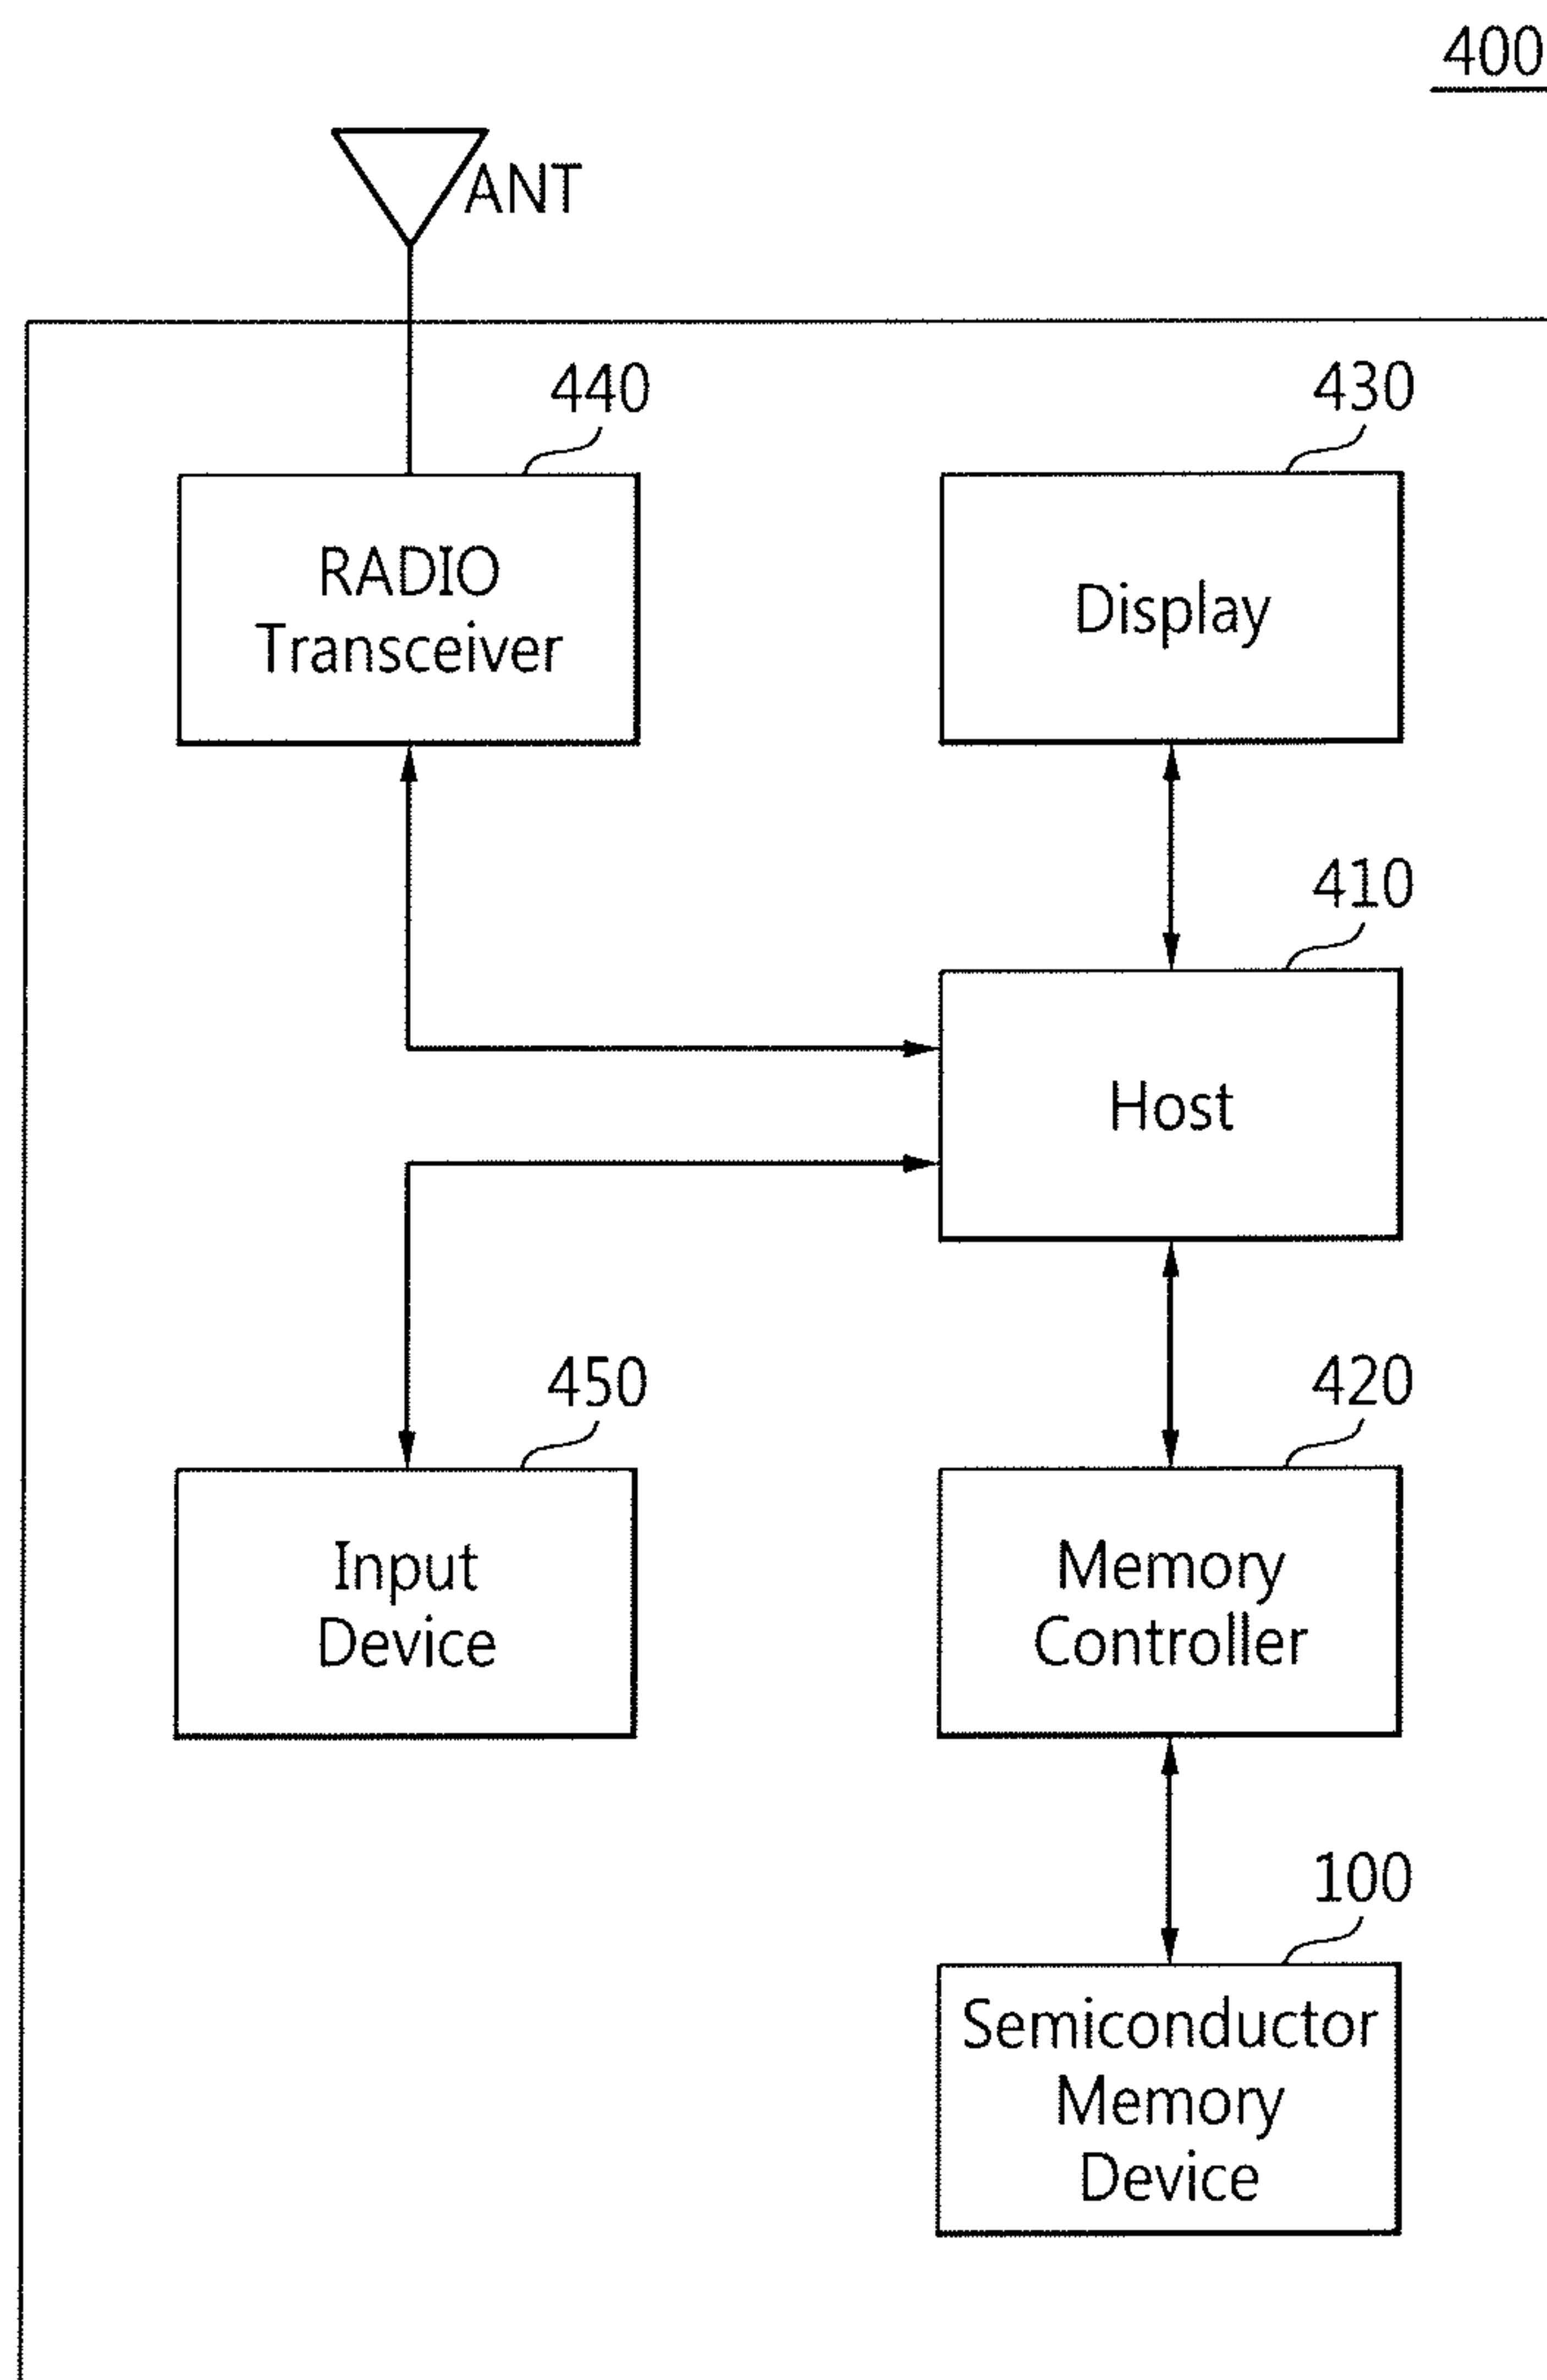 400
ANT
440
430
RADIO
Transceiver
Display
410
Host
450
420
Input
Device
Memory
Controller
100
Semiconductor
Memory
Device